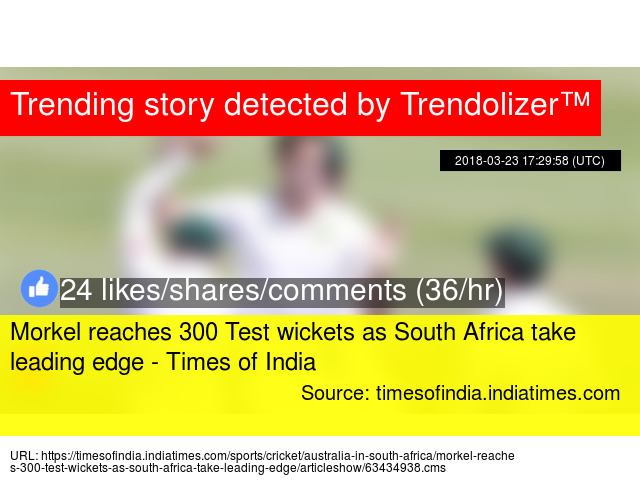 Trending story detected by Trendolizer™
2018-03-23 17:29:58 (UTC)
24 likes/shares/comments (36/hr)
Morkel reaches 300 Test wickets as South Africa take
leading edge - Times of India
Source: timesofindia.indiatimes.com
URL: https://timesofindia.indiatimes.com/sports/cricket/australia-in-south-africa/morkel-reache
s-300-test-wickets-as-south-africa-take-leading-edge/articleshow/63434938.cms